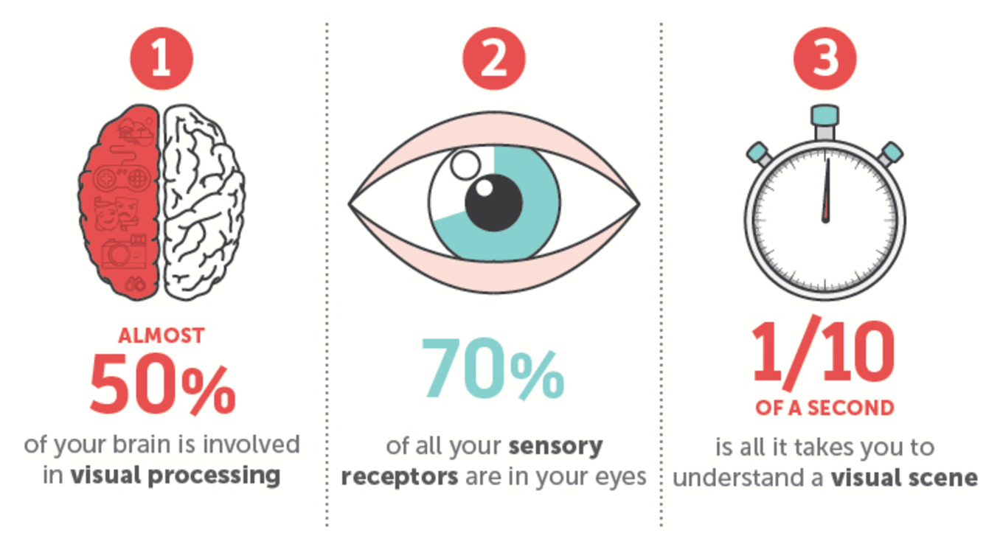 1
ALMOST
50%
of your brain is involved
in visual processing
2
70%
of all your sensory
receptors are in your eyes
3
1/10
OF A SECOND
is all it takes you to
understand a visual scene